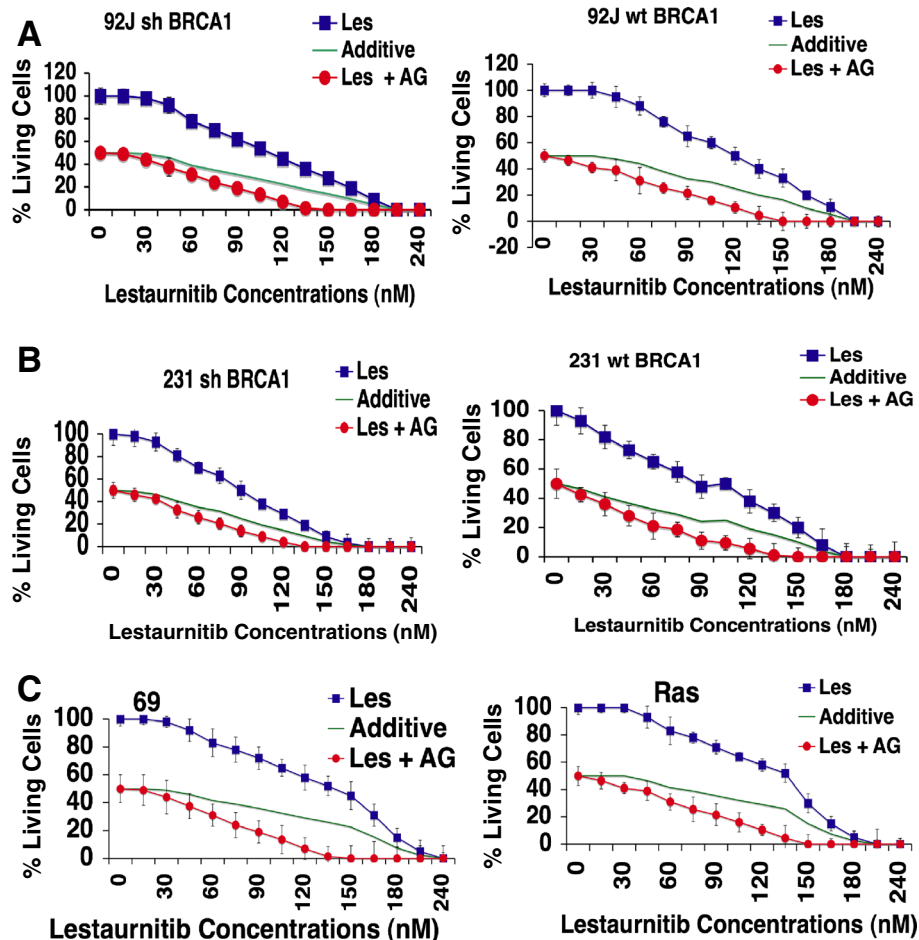 A
92J sh BRCA1
Les
Additive
Les + AG
% Living Cells
120
100
80
60
40
20
0
0
30
60
90
120
150
180
240
Lestaurnitib Concentrations (nM)
92J wt BRCA1
Les
Additive
Les + AG
% Living Cells
120
100
80
60
40
20
0
-20
0
30
60
90
120
150
180
240
Lestaurnitib Concentrations (nM)
B
231 sh BRCA1
Les
Additive
Les + AG
% Living Cells
100
80
60
40
20
0
0
30
60
90
120
150
180
240
Lestaurnitib Concentrations (nM)
231 wt BRCA1
Les
Additive
Les + AG
% Living Cells
100
80
60
40
20
0
0
30
60
90
120
150
180
240
Lestaurnitib Concentrations (nM)
C
69
Les
Additive
Les + AG
% Living Cells
100
80
60
40
20
0
0
30
60
90
120
150
180
240
Lestaurnitib Concentrations (nM)
Ras
Les
Additive
Les + AG
% Living Cells
100
80
60
40
20
0
0
30
60
90
120
150
180
240
Lestaurnitib Concentrations (nM)